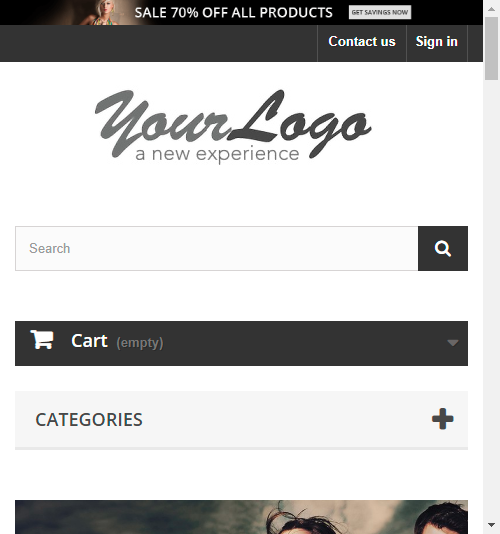 SALE 70% OFF ALL PRODUCTS GET SAVINGS NOW
Contact us Sign in
YourLogo
a new experience
Search
Cart (empty)
CATEGORIES